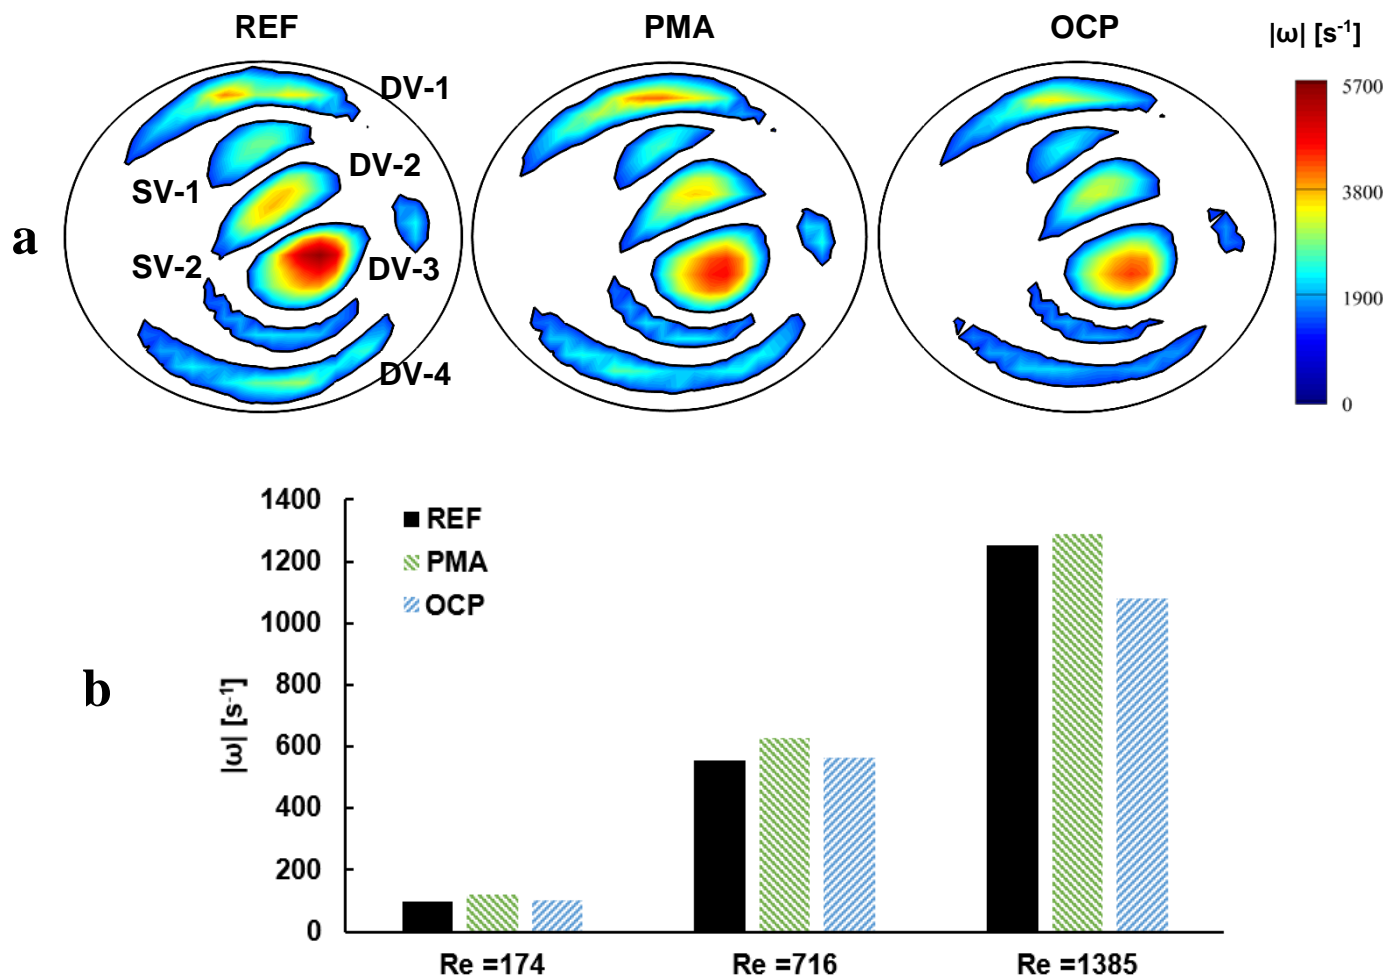 REF PMA OCP |ω| [s⁻¹]
DV-1
DV-2
SV-1
SV-2
DV-3
DV-4
5700
3800
1900
0
a
1400
1200
1000
800
600
400
200
0
|ω| [s⁻¹]
REF
PMA
OCP
b
Re =174 Re =716 Re =1385